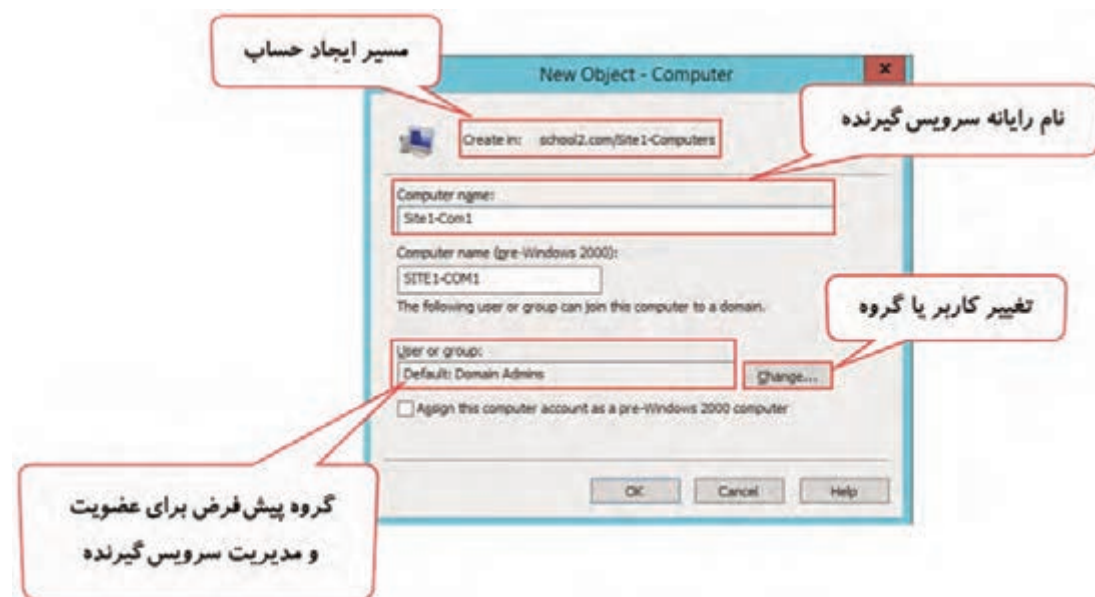 مسیر ایجاد حساب
New Object - Computer
x
نام رایانه سرویس‌گیرنده
Create in: school2.com/Site1-Computers
Computer name:
Site1-Com1
Computer name (pre-Windows 2000):
SITE1-COM1
The following user or group can join this computer to a domain.
تغییر کاربر یا گروه
User or group:
Default: Domain Admins
Change...
Assign this computer account as a pre-Windows 2000 computer
گروه پیش‌فرض برای عضویت
و مدیریت سرویس‌گیرنده
OK Cancel Help